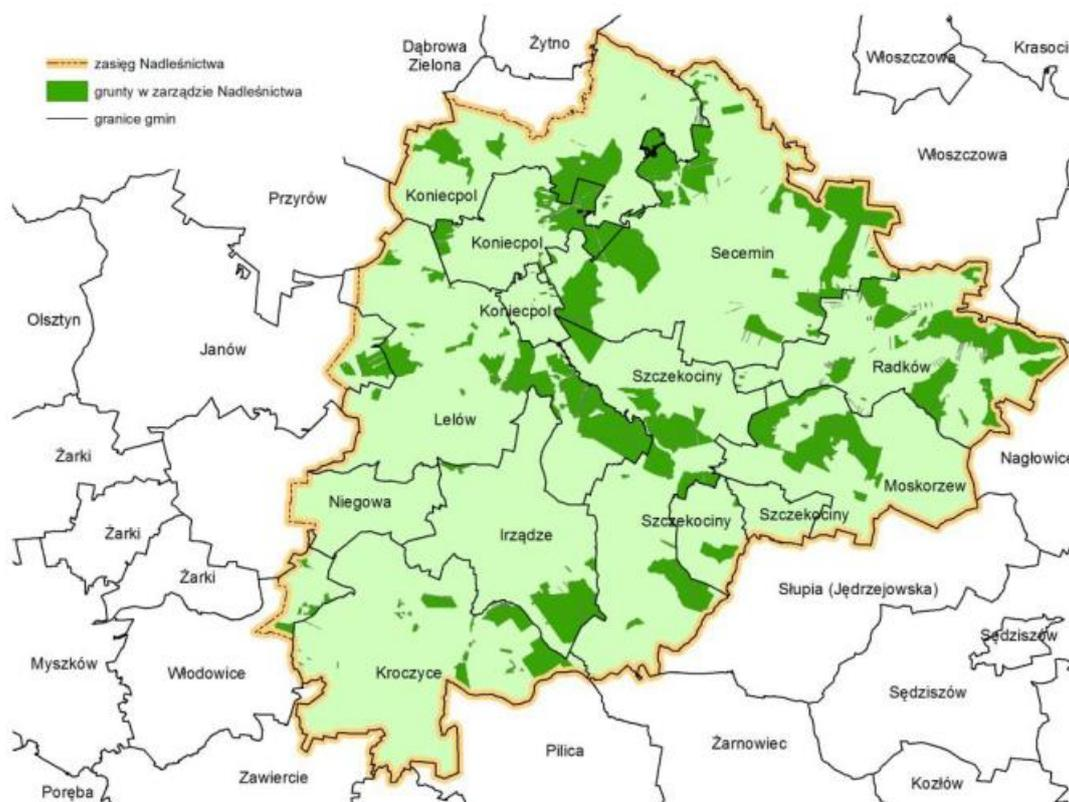 zasięg Nadleśnictwa
grunty w zarządzie Nadleśnictwa
granice gmin
Dąbrowa
Zielona
Żytno
Włoszczowa
Krasoci
Włoszczowa
Przyrów
Koniecpol
Koniecpol
Secemin
Olsztyn
Koniecpol
Janów
Radków
Szczekociny
Lelów
Żarki
Nagłowice
Niegowa
Moskorzew
Żarki
Irządze
Szczekociny
Szczekociny
Żarki
Słupia (Jędrzejowska)
Sędziszów
Myszków
Włodowice
Kroczyce
Sędziszów
Pilica
Żarnowiec
Zawiercie
Poręba
Kozłów